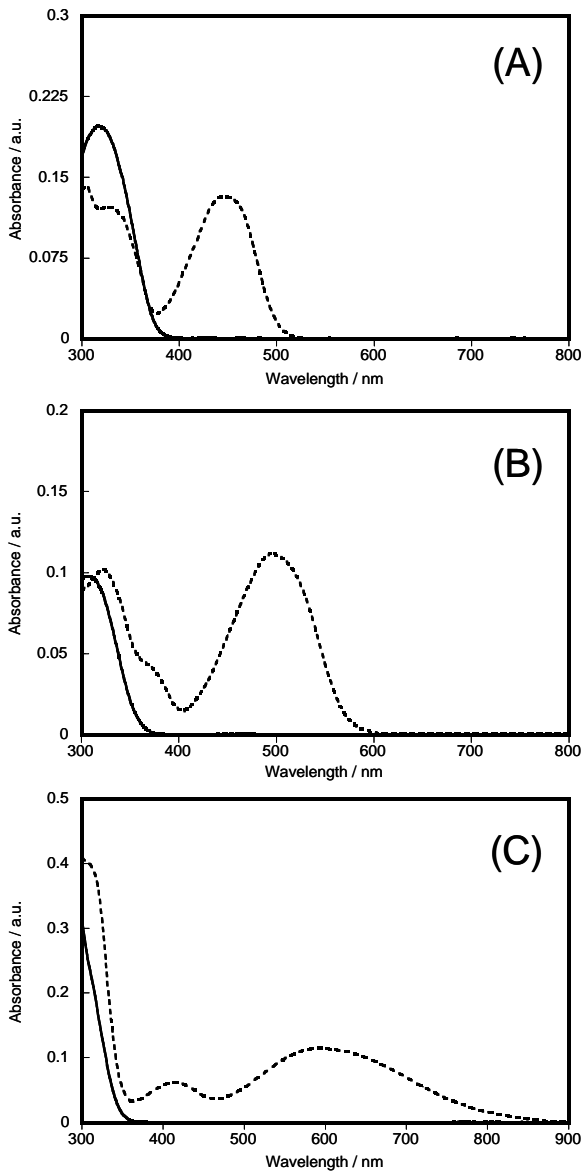 (A)
0.3
0.225
0.15
0.075
0
Absorbance / a.u.
300 400 500 600 700 800
Wavelength / nm
(B)
0.2
0.15
0.1
0.05
0
Absorbance / a.u.
300 400 500 600 700 800
Wavelength / nm
(C)
0.5
0.4
0.3
0.2
0.1
0
Absorbance / a.u.
300 400 500 600 700 800 900
Wavelength / nm